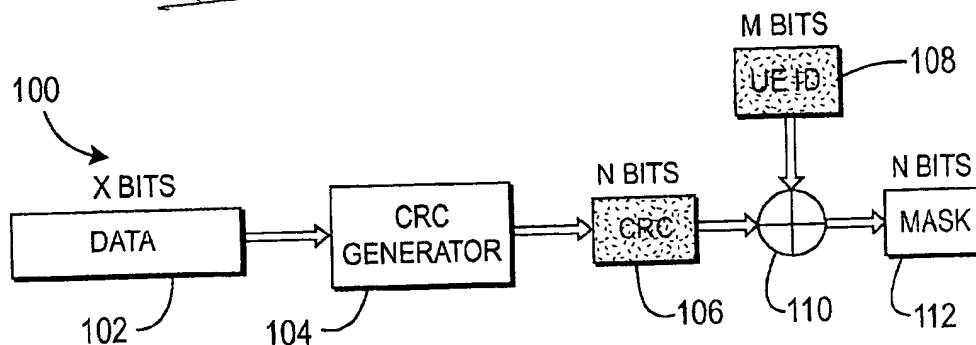 M BITS
UE ID
108
100
X BITS
DATA
CRC
GENERATOR
N BITS
CRC
N BITS
MASK
102
104
106
110
112